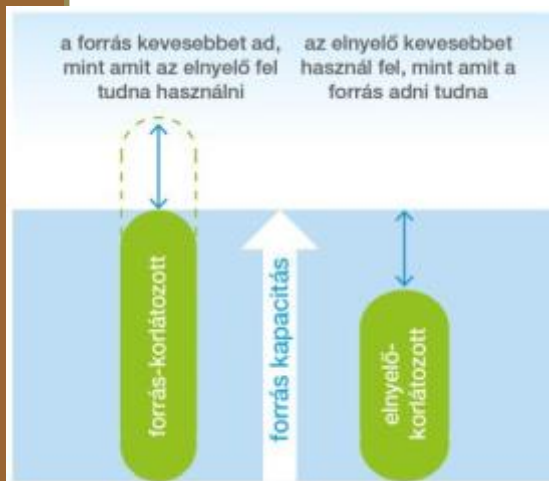 a forrás kevesebbet ad,
mint amit az elnyelő fel
tudna használni
az elnyelő kevesebbet
használ fel, mint amit a
forrás adni tudna
forrás-korlátozott
forrás kapacitás
elnyelő-
korlátozott